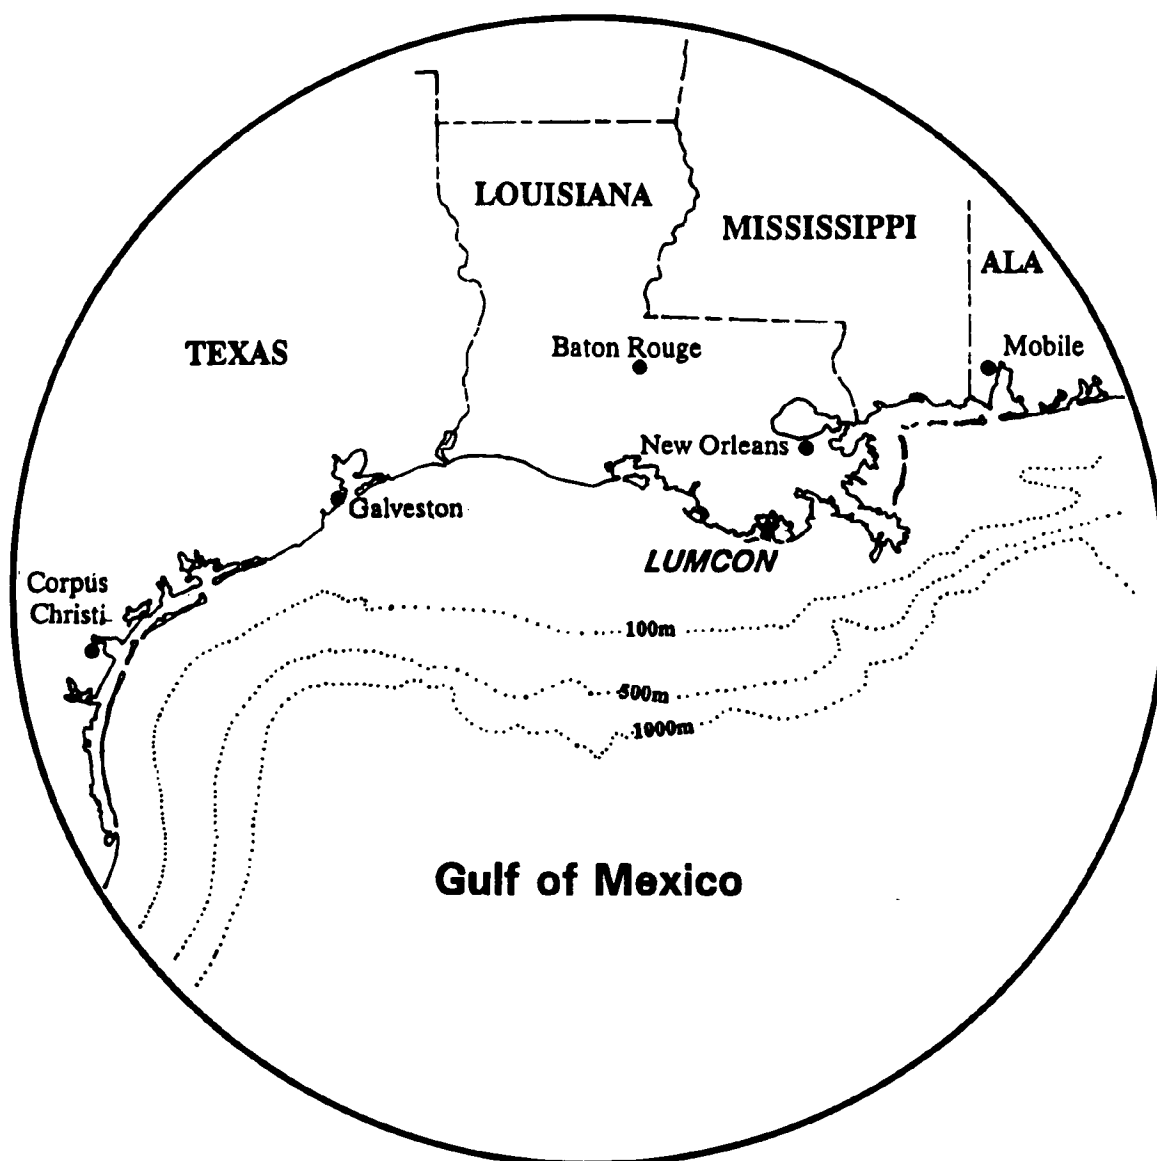 LOUISIANA
MISSISSIPPI
ALA
TEXAS
Baton Rouge
Mobile
New Orleans
Galveston
LUMCON
Corpus
Christi
100m
500m
1000m
Gulf of Mexico